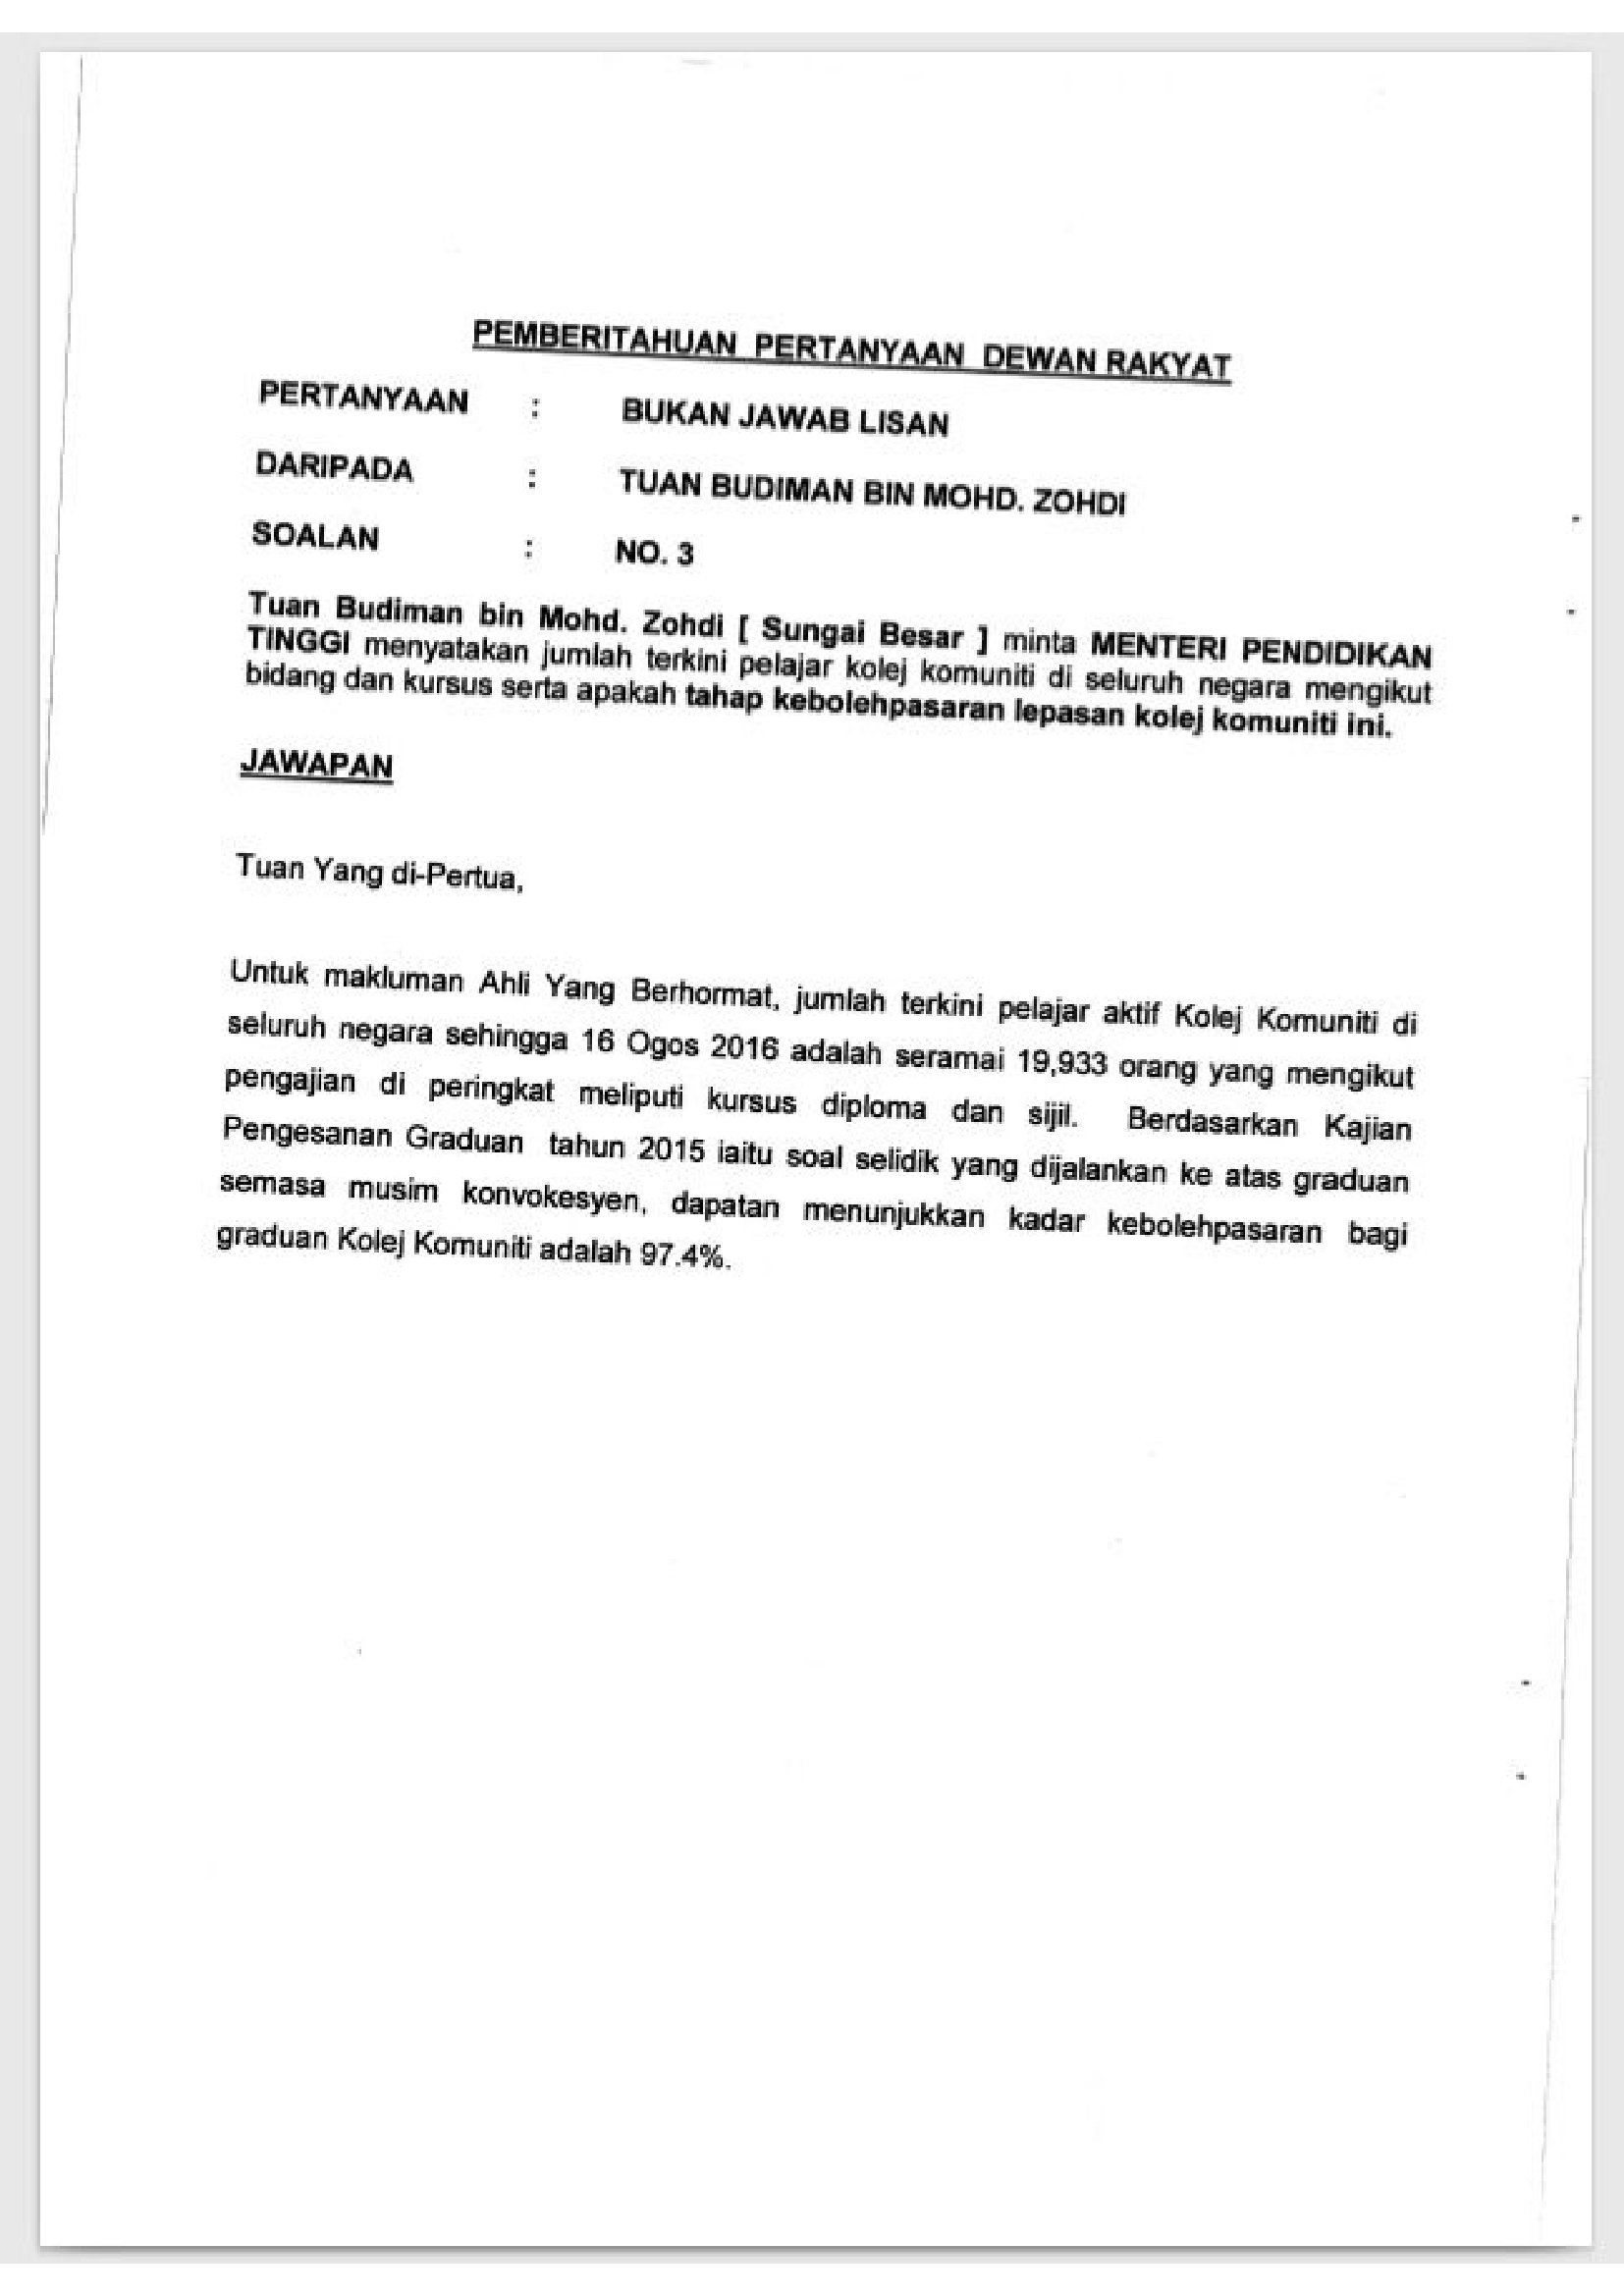 PEMBERITAHUAN PERTANYAAN DEWAN RAKYAT
PERTANYAAN : BUKAN JAWAB LISAN
DARIPADA : TUAN BUDIMAN BIN MOHD. ZOHDI
SOALAN : NO. 3
Tuan Budiman bin Mohd. Zohdi [ Sungai Besar ] minta MENTERI PENDIDIKAN
TINGGI menyatakan jumlah terkini pelajar kolej komuniti di seluruh negara mengikut
bidang dan kursus serta apakah tahap kebolehpasaran lepasan kolej komuniti ini.
JAWAPAN
Tuan Yang di-Pertua,
Untuk makluman Ahli Yang Berhormat, jumlah terkini pelajar aktif Kolej Komuniti di
seluruh negara sehingga 16 Ogos 2016 adalah seramai 19,933 orang yang mengikut
pengajian di peringkat meliputi kursus diploma dan sijil. Berdasarkan Kajian
Pengesanan Graduan tahun 2015 iaitu soal selidik yang dijalankan ke atas graduan
semasa musim konvokesyen, dapatan menunjukkan kadar kebolehpasaran bagi
graduan Kolej Komuniti adalah 97.4%.